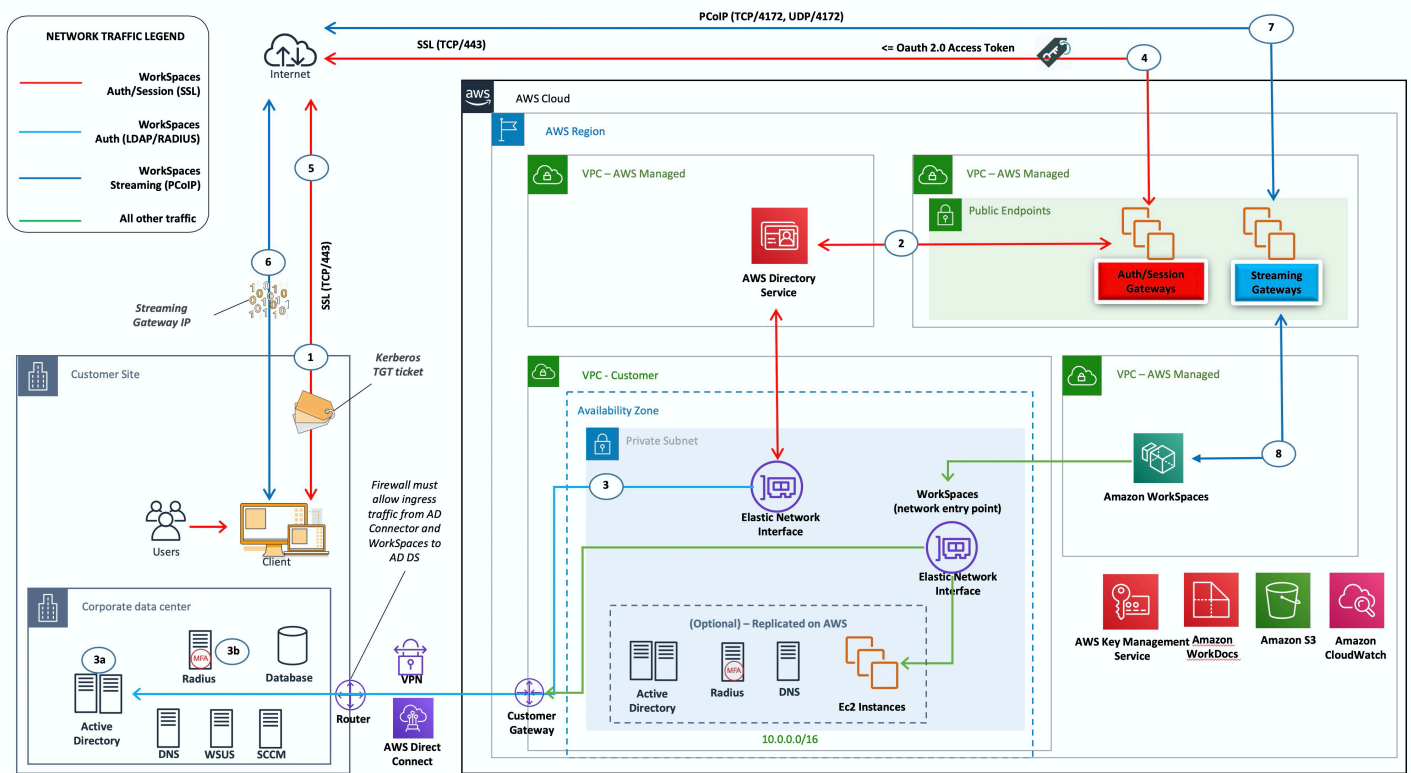 NETWORK TRAFFIC LEGEND
WorkSpaces
Auth/Session (SSL)
WorkSpaces
Auth (LDAP/RADIUS)
WorkSpaces
Streaming (PCoIP)
All other traffic
PCoIP (TCP/4172, UDP/4172)
7
SSL (TCP/443)
<= Oauth 2.0 Access Token
4
Internet
aws
AWS Cloud
AWS Region
VPC – AWS Managed
VPC – AWS Managed
Public Endpoints
5
6
SSL (TCP/443)
Streaming
Gateway IP
2
AWS Directory
Service
Auth/Session
Gateways
Streaming
Gateways
1
Kerberos
TGT ticket
Customer Site
VPC - Customer
VPC – AWS Managed
Availability Zone
Private Subnet
8
Amazon WorkSpaces
3
Firewall must
allow ingress
traffic from AD
Connector and
WorkSpaces to
AD DS
WorkSpaces
(network entry point)
Elastic Network
Interface
Elastic Network
Interface
Users
Client
Corporate data center
3a
3b
MFA
Radius
Database
Active
Directory
DNS
WSUS
SCCM
VPN
Router
AWS Direct
Connect
Customer
Gateway
(Optional) – Replicated on AWS
MFA
Active
Directory
Radius
DNS
Ec2 Instances
10.0.0.0/16
AWS Key Management
Service
Amazon
WorkDocs
Amazon S3
Amazon
CloudWatch